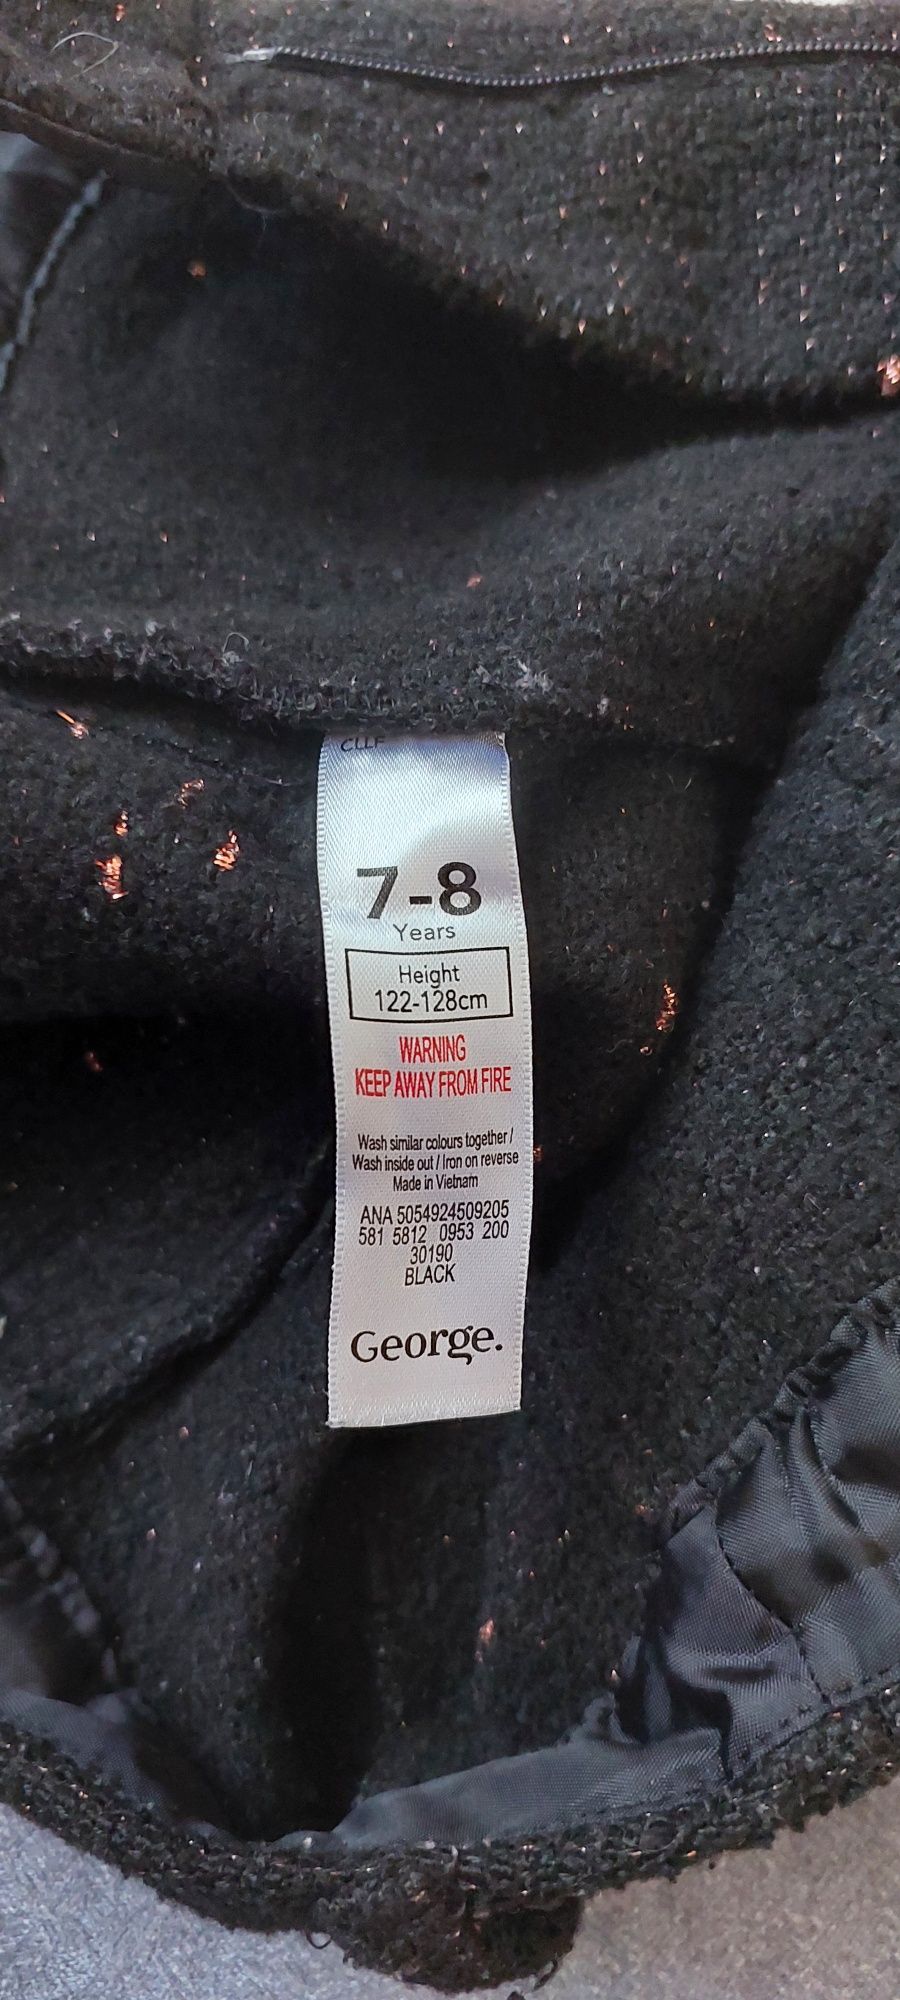 7-8
Years
Height
122-128cm
WARNING
KEEP AWAY FROM FIRE
Wash similar colours together /
Wash inside out / Iron on reverse
Made in Vietnam
ANA 5054924509205
581 5812 0953 200
30190
BLACK
George.